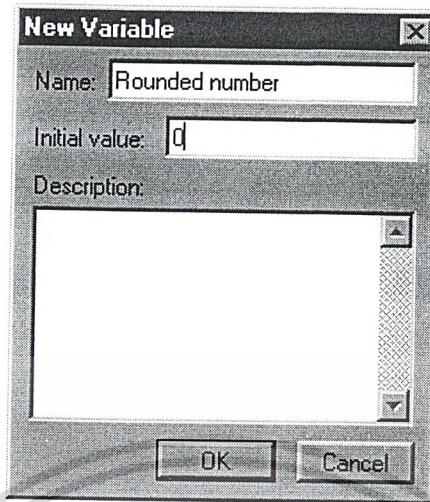 New Variable
Name: Rounded number
Initial value: 0
Description:
OK Cancel